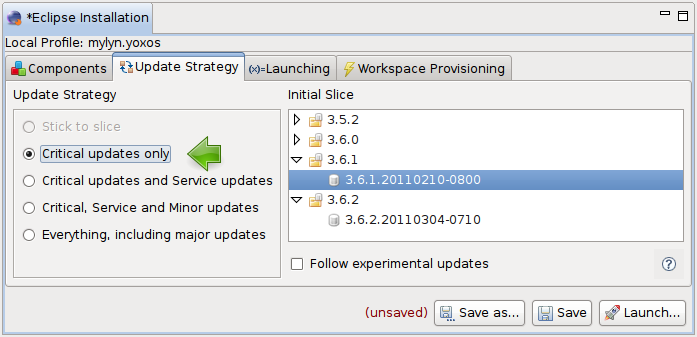 *Eclipse Installation
Local Profile: mylyn.yoxos
Components
Update Strategy
(x)=Launching
Workspace Provisioning
Update Strategy
Stick to slice
Critical updates only
Critical updates and Service updates
Critical, Service and Minor updates
Everything, including major updates
Initial Slice
3.5.2
3.6.0
3.6.1
3.6.1.20110210-0800
3.6.2
3.6.2.20110304-0710
Follow experimental updates
?
(unsaved)
Save as...
Save
Launch...